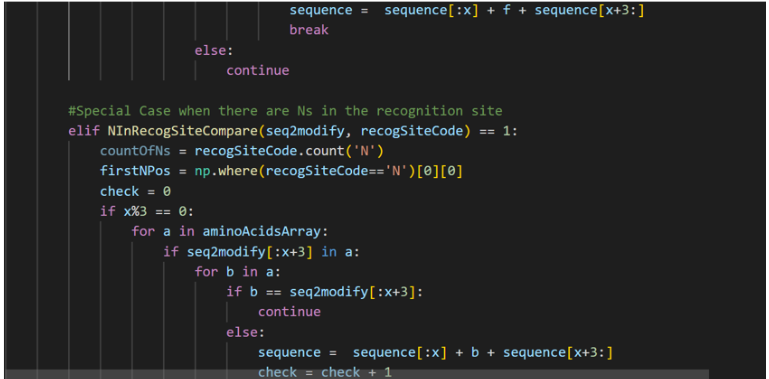 sequence =  sequence[:x] + f + sequence[x+3:]
break
else:
continue
#Special Case when there are Ns in the recognition site
elif NInRecogSiteCompare(seq2modify, recogSiteCode) == 1:
countOfNs = recogSiteCode.count('N')
firstNPos = np.where(recogSiteCode=='N')[0][0]
check = 0
if x%3 == 0:
for a in aminoAcidsArray:
if seq2modify[:x+3] in a:
for b in a:
if b == seq2modify[:x+3]:
continue
else:
sequence =  sequence[:x] + b + sequence[x+3:]
check = check + 1